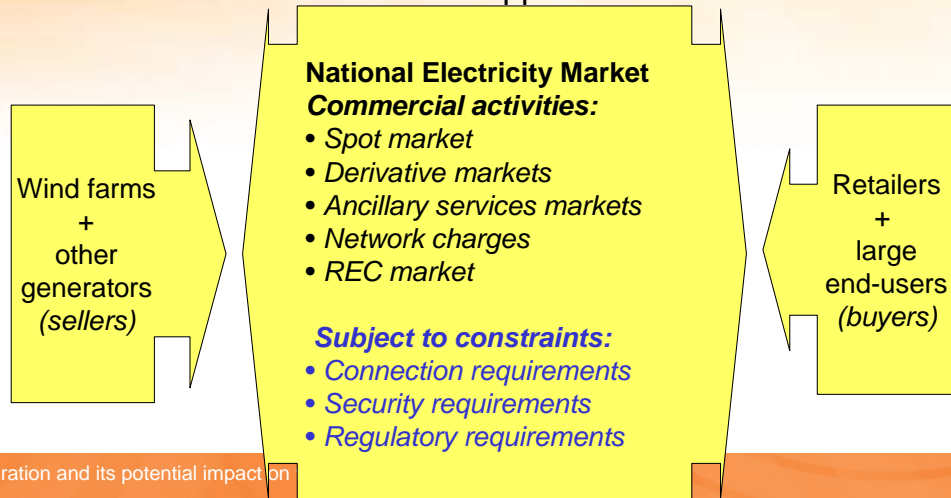 National Electricity Market
Commercial activities:
• Spot market
• Derivative markets
• Ancillary services markets
• Network charges
• REC market
Subject to constraints:
• Connection requirements
• Security requirements
• Regulatory requirements
Wind farms
+
other
generators
(sellers)
Retailers
+
large
end-users
(buyers)
ration and its potential impact on